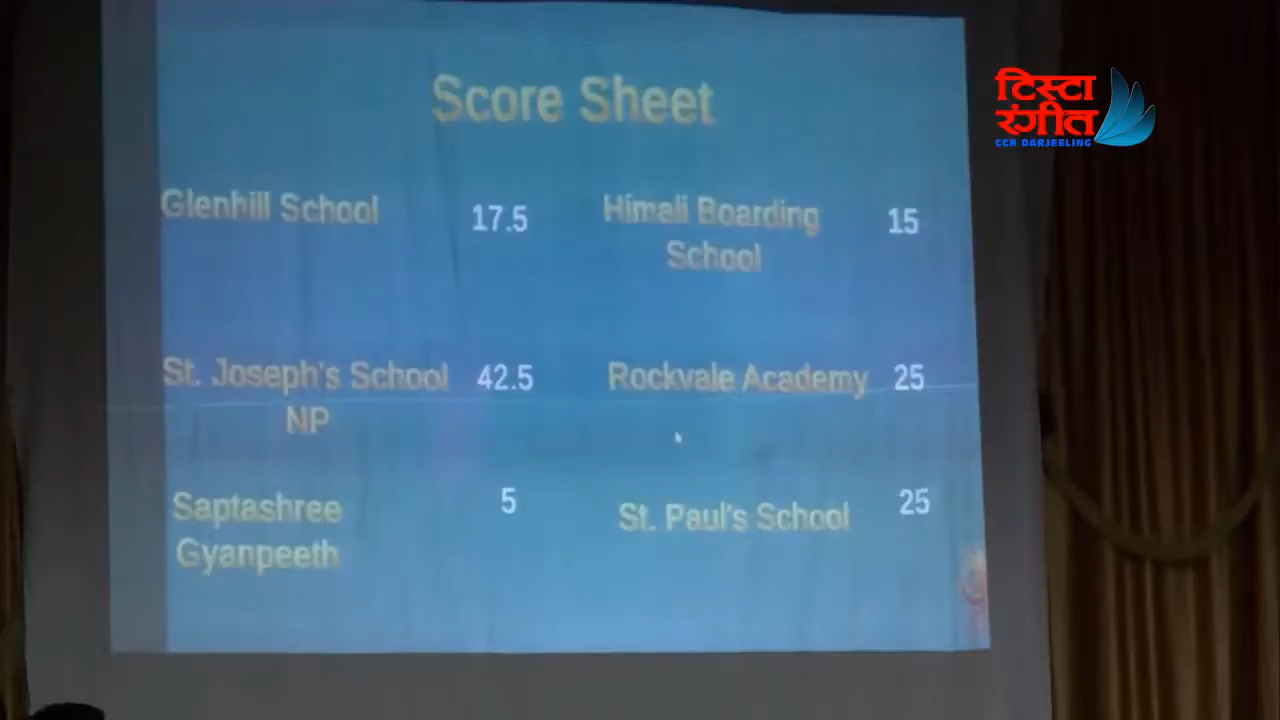 Score Sheet
Glenhill School 17.5
Himali Boarding School 15
St. Joseph's School NP 42.5
Rockvale Academy 25
Saptashree Gyanpeeth 5
St. Paul's School 25
टिस्टा
रंगीत
CCN DARJEELING